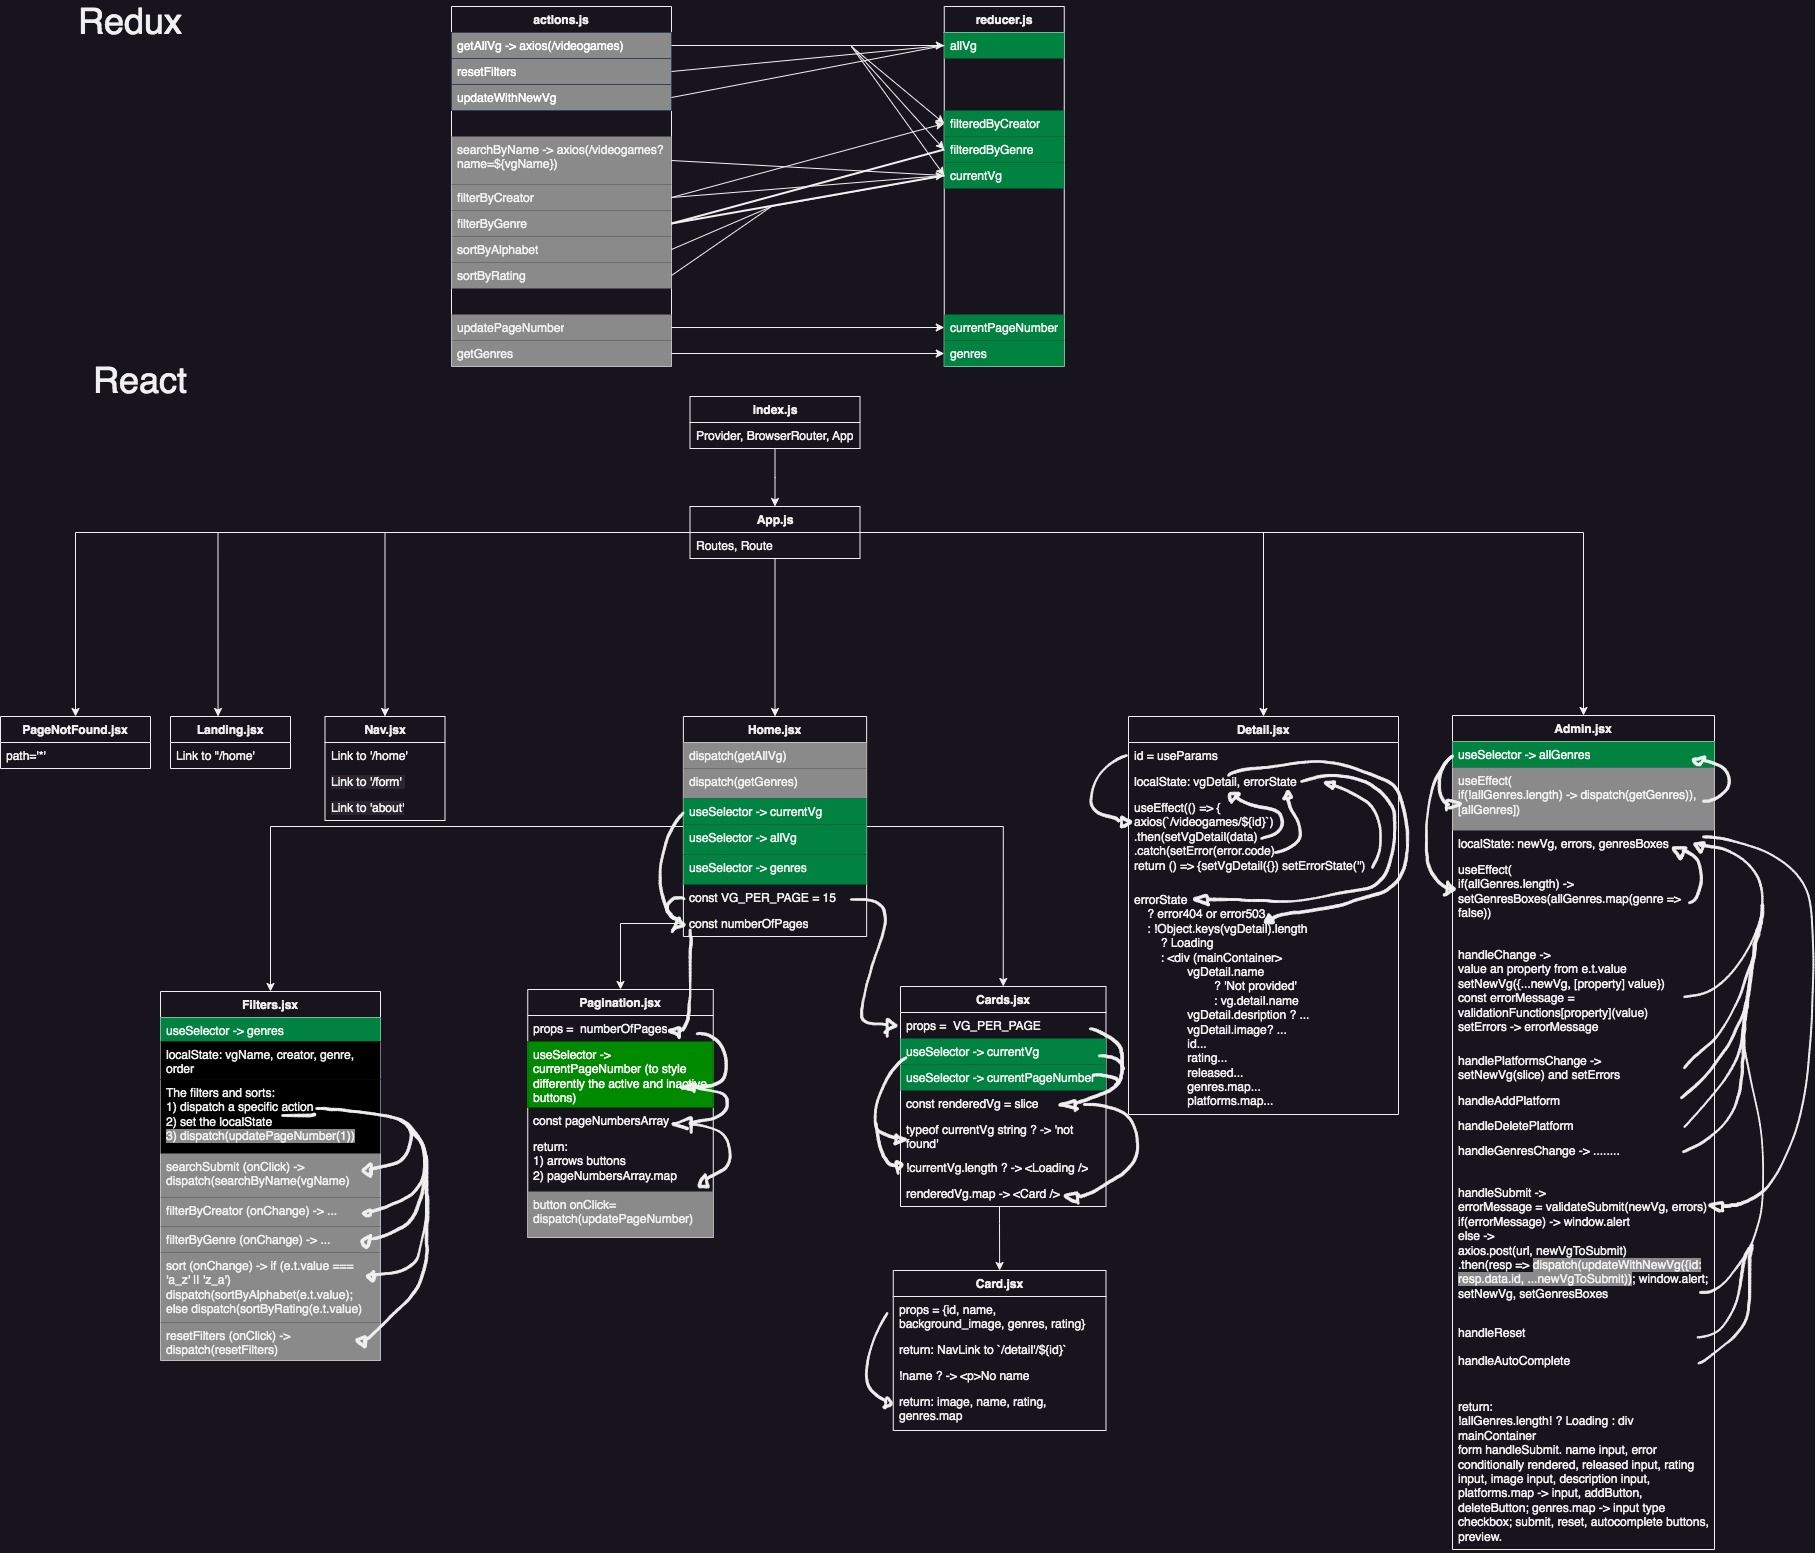 Redux
actions.js
getAllVg -> axios(/videogames)
resetFilters
updateWithNewVg
searchByName -> axios(/videogames?
name=${vgName})
filterByCreator
filterByGenre
sortByAlphabet
sortByRating
updatePageNumber
getGenres
reducer.js
allVg
filteredByCreator
filteredByGenre
currentVg
currentPageNumber
genres
React
index.js
Provider, BrowserRouter, App
App.js
Routes, Route
PageNotFound.jsx
path='*'
Landing.jsx
Link to "/home'
Nav.jsx
Link to '/home'
Link to '/form'
Link to 'about'
Home.jsx
dispatch(getAllVg)
dispatch(getGenres)
useSelector -> currentVg
useSelector -> allVg
useSelector -> genres
const VG_PER_PAGE = 15
const numberOfPages
Detail.jsx
id = useParams
localState: vgDetail, errorState
useEffect(() => {
axios(`/videogames/${id}`)
.then(setVgDetail(data)
.catch(setError(error.code)
return () => {setVgDetail({}) setErrorState('')
errorState
? error404 or error503
: !Object.keys(vgDetail).length
? Loading
: <div (mainContainer>
vgDetail.name
? 'Not provided'
: vg.detail.name
vgDetail.desription ? ...
vgDetail.image? ...
id...
rating...
released...
genres.map...
platforms.map...
Admin.jsx
useSelector -> allGenres
useEffect(
if(!allGenres.length) -> dispatch(getGenres)),
[allGenres])
localState: newVg, errors, genresBoxes
useEffect(
if(allGenres.length) ->
setGenresBoxes(allGenres.map(genre =>
false))
handleChange ->
value an property from e.t.value
setNewVg({...newVg, [property] value})
const errorMessage =
validationFunctions[property](value)
setErrors -> errorMessage
handlePlatformsChange ->
setNewVg(slice) and setErrors
handleAddPlatform
handleDeletePlatform
handleGenresChange -> ........
handleSubmit ->
errorMessage = validateSubmit(newVg, errors)
if(errorMessage) -> window.alert
else ->
axios.post(url, newVgToSubmit)
.then(resp => dispatch(updateWithNewVg({id:
resp.data.id, ...newVgToSubmit)); window.alert;
setNewVg, setGenresBoxes
handleReset
handleAutoComplete
return:
!allGenres.length! ? Loading : div
mainContainer
form handleSubmit. name input, error
conditionally rendered, released input, rating
input, image input, description input,
platforms.map -> input, addButton,
deleteButton; genres.map -> input type
checkbox; submit, reset, autocomplete buttons,
preview.
Filters.jsx
useSelector -> genres
localState: vgName, creator, genre,
order
The filters and sorts:
1) dispatch a specific action
2) set the localState
3) dispatch(updatePageNumber(1))
searchSubmit (onClick) ->
dispatch(searchByName(vgName)
filterByCreator (onChange) -> ...
filterByGenre (onChange) -> ...
sort (onChange) -> if (e.t.value ===
'a_z' || 'z_a')
dispatch(sortByAlphabet(e.t.value);
else dispatch(sortByRating(e.t.value)
resetFilters (onClick) ->
dispatch(resetFilters)
Pagination.jsx
props =  numberOfPages
useSelector ->
currentPageNumber (to style
differently the active and inactive
buttons)
const pageNumbersArray
return:
1) arrows buttons
2) pageNumbersArray.map
button onClick=
dispatch(updatePageNumber)
Cards.jsx
props =  VG_PER_PAGE
useSelector -> currentVg
useSelector -> currentPageNumber
const renderedVg = slice
typeof currentVg string ? -> 'not
found'
!currentVg.length ? -> <Loading />
renderedVg.map -> <Card />
Card.jsx
props = {id, name,
background_image, genres, rating}
return: NavLink to `/detail'/${id}`
!name ? -> <p>No name
return: image, name, rating,
genres.map